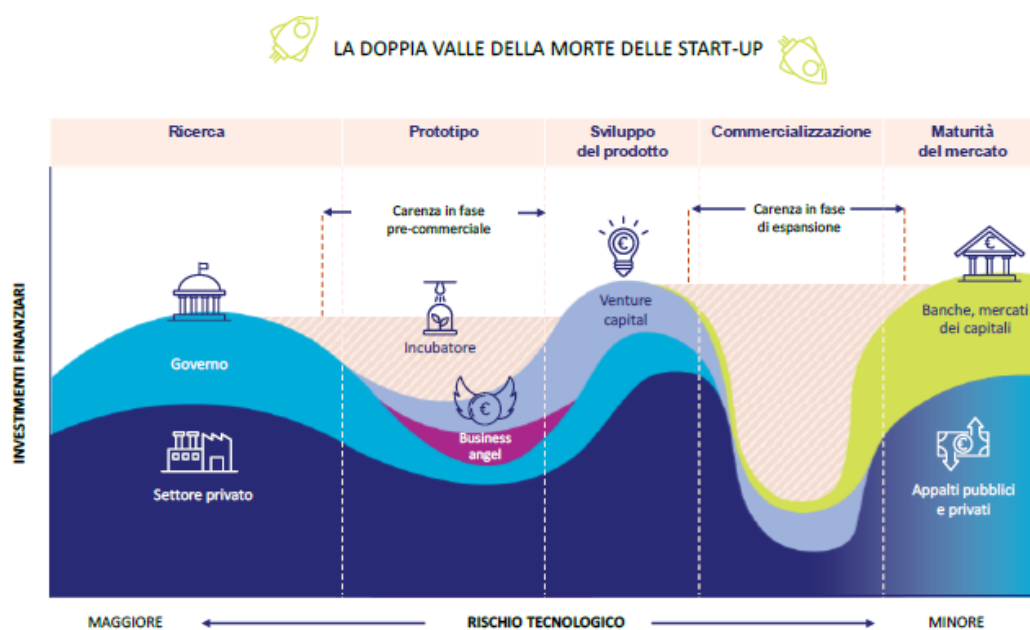 LA DOPPIA VALLE DELLA MORTE DELLE START-UP
Ricerca
Prototipo
Sviluppo
del prodotto
Commercializzazione
Maturità
del mercato
Carenza in fase
pre-commerciale
Carenza in fase
di espansione
INVESTIMENTI FINANZIARI
Governo
Settore privato
Incubatore
€
Business
angel
€
Venture
capital
€
Banche, mercati
dei capitali
€
Appalti pubblici
e privati
MAGGIORE
RISCHIO TECNOLOGICO
MINORE